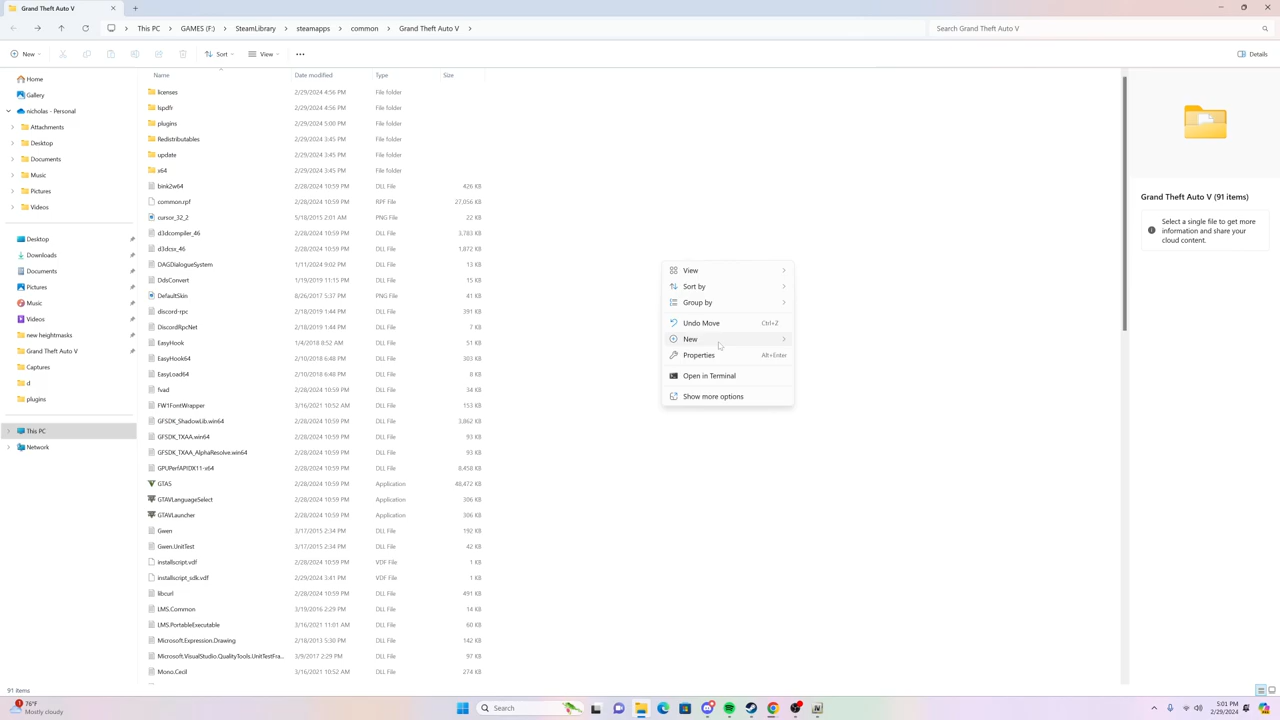 Grand Theft Auto V
This PC > GAMES (F:) > SteamLibrary > steamapps > common > Grand Theft Auto V >
Search Grand Theft Auto V
New
Sort
View
Details
Name Date modified Type Size
Home
Gallery
nicholas - Personal
Attachments
Desktop
Documents
Music
Pictures
Videos
Desktop
Downloads
Documents
Pictures
Music
Videos
new heightmasks
Grand Theft Auto V
Captures
d
plugins
This PC
Network
licenses 2/29/2024 4:56 PM File folder
lspdfr 2/29/2024 4:56 PM File folder
plugins 2/29/2024 5:00 PM File folder
Redistributables 2/29/2024 3:45 PM File folder
update 2/29/2024 3:45 PM File folder
x64 2/29/2024 3:45 PM File folder
bink2w64 2/28/2024 10:59 PM DLL File 426 KB
common.rpf 2/28/2024 10:59 PM RPF File 27,056 KB
cursor_32_2 5/18/2015 2:01 AM PNG File 22 KB
d3dcompiler_46 2/28/2024 10:59 PM DLL File 3,783 KB
d3dcsx_46 2/28/2024 10:59 PM DLL File 1,872 KB
DAGDialogueSystem 1/11/2024 9:02 PM DLL File 13 KB
DdsConvert 1/19/2019 11:15 PM DLL File 15 KB
DefaultSkin 8/26/2017 5:37 PM PNG File 41 KB
discord-rpc 2/18/2019 1:44 PM DLL File 391 KB
DiscordRpcNet 2/18/2019 1:44 PM DLL File 7 KB
EasyHook 1/4/2018 8:52 AM DLL File 51 KB
EasyHook64 2/10/2018 6:48 PM DLL File 303 KB
EasyLoad64 2/10/2018 6:48 PM DLL File 8 KB
fvad 2/28/2024 10:59 PM DLL File 34 KB
FW1FontWrapper 3/16/2021 10:52 AM DLL File 153 KB
GFSDK_ShadowLib.win64 2/28/2024 10:59 PM DLL File 3,862 KB
GFSDK_TXAA.win64 2/28/2024 10:59 PM DLL File 93 KB
GFSDK_TXAA_AlphaResolve.win64 2/28/2024 10:59 PM DLL File 93 KB
GPUPerfAPIDX11-x64 2/28/2024 10:59 PM DLL File 8,458 KB
GTA5 2/28/2024 10:59 PM Application 48,472 KB
GTAVLanguageSelect 2/28/2024 10:59 PM Application 306 KB
GTAVLauncher 2/28/2024 10:59 PM Application 306 KB
Gwen 3/17/2015 2:34 PM DLL File 192 KB
Gwen.UnitTest 3/17/2015 2:34 PM DLL File 42 KB
installscript.vdf 2/28/2024 10:59 PM VDF File 1 KB
installscript_sdk.vdf 2/29/2024 3:41 PM VDF File 1 KB
libcurl 2/28/2024 10:59 PM DLL File 491 KB
LMS.Common 3/19/2016 2:29 PM DLL File 14 KB
LMS.PortableExecutable 3/16/2021 11:01 AM DLL File 60 KB
Microsoft.Expression.Drawing 2/18/2013 5:30 PM DLL File 142 KB
Microsoft.VisualStudio.QualityTools.UnitTestFra... 3/9/2017 2:29 PM DLL File 97 KB
Mono.Cecil 3/16/2021 10:52 AM DLL File 274 KB
View
Sort by
Group by
Undo Move Ctrl+Z
New
Properties Alt+Enter
Open in Terminal
Show more options
Grand Theft Auto V (91 items)
Select a single file to get more
information and share your
cloud content.
91 items
1
76°F
Mostly cloudy
Search
5:01 PM
2/29/2024